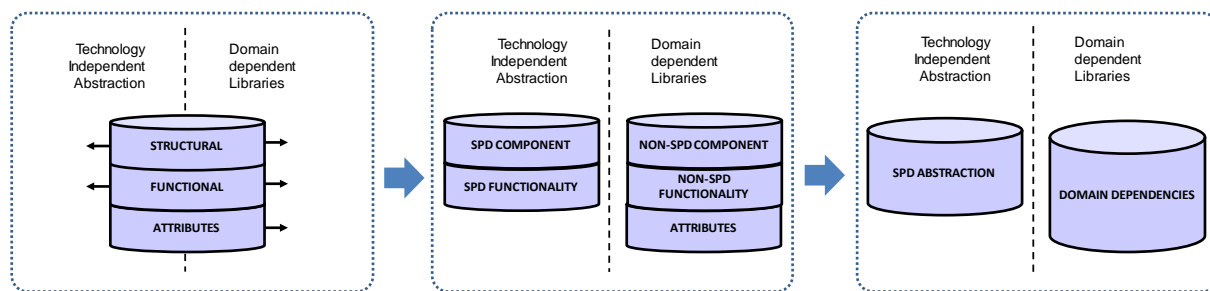 Technology
Independent
Abstraction
Domain
dependent
Libraries
STRUCTURAL
FUNCTIONAL
ATTRIBUTES
Technology
Independent
Abstraction
Domain
dependent
Libraries
SPD COMPONENT
SPD FUNCTIONALITY
NON-SPD COMPONENT
NON-SPD
FUNCTIONALITY
ATTRIBUTES
Technology
Independent
Abstraction
Domain
dependent
Libraries
SPD ABSTRACTION
DOMAIN DEPENDENCIES